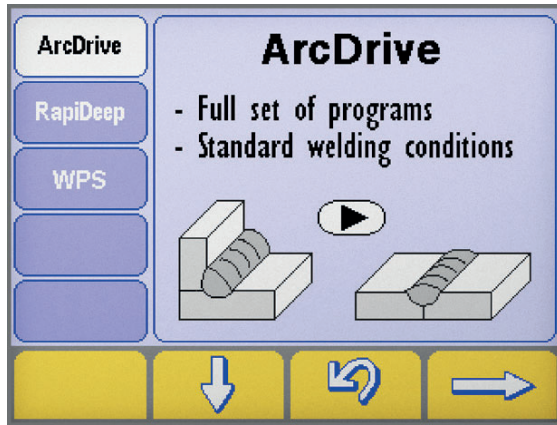 ArcDrive
RapiDeep
WPS
ArcDrive
- Full set of programs
- Standard welding conditions